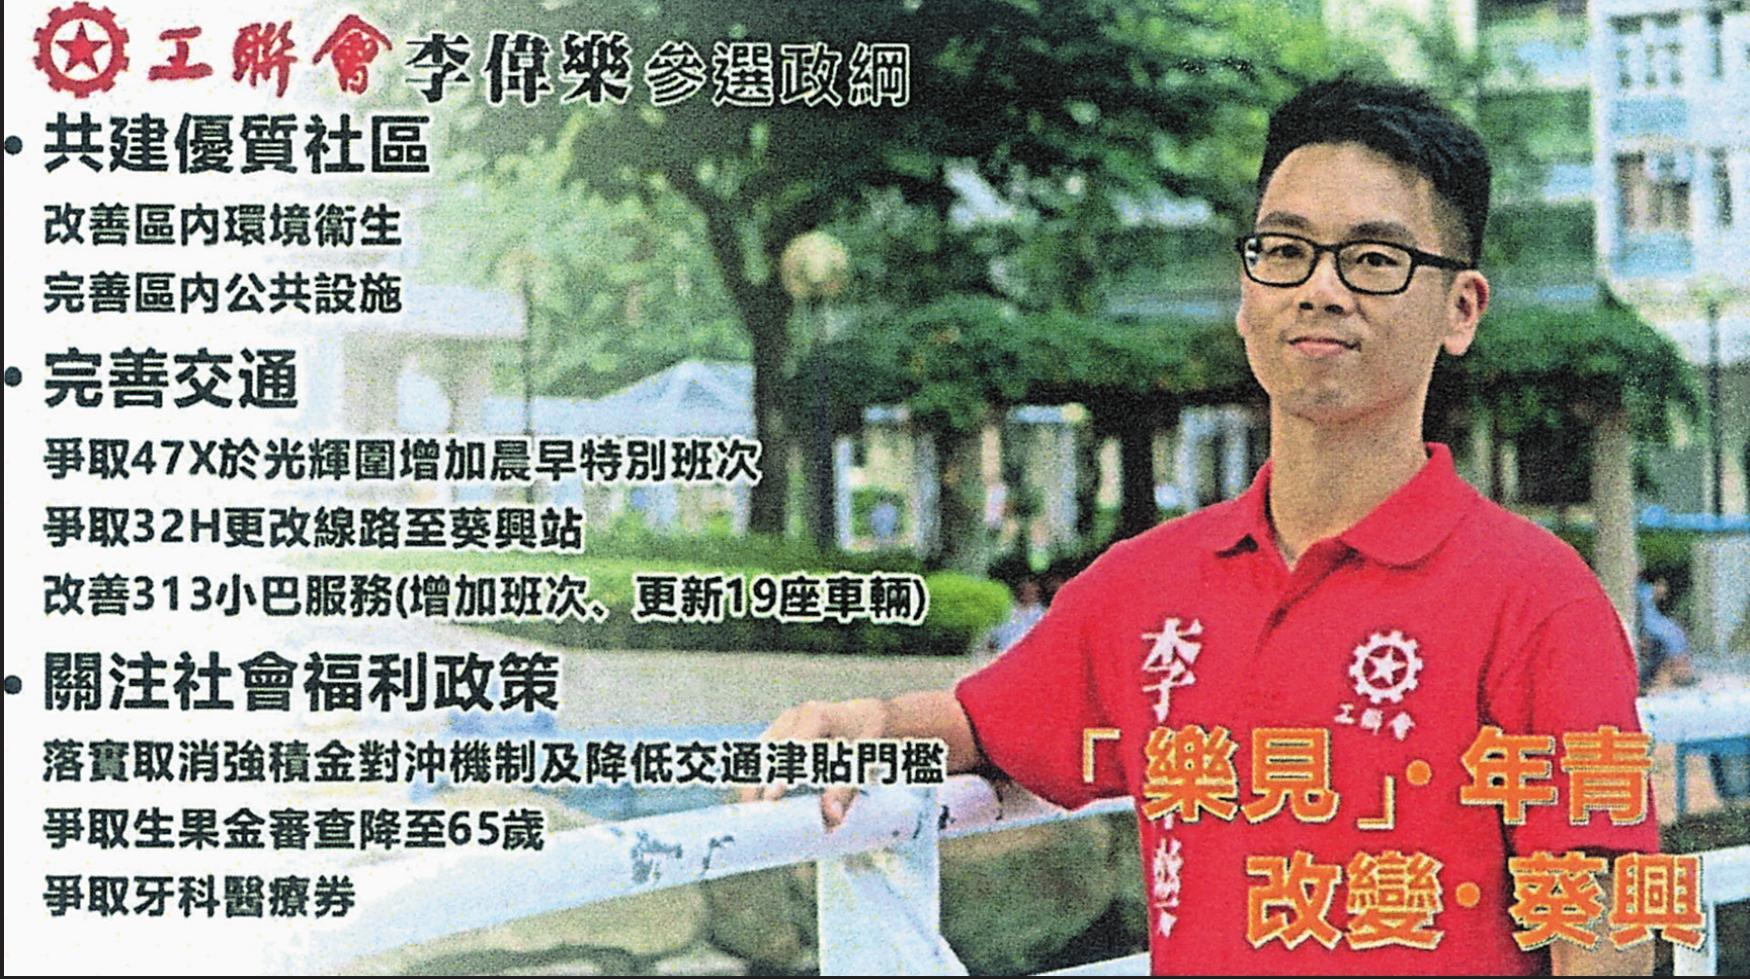 工聯會 李偉樂 參選政綱
• 共建優質社區
改善區內環境衞生
完善區內公共設施
• 完善交通
爭取47X於光輝圍增加晨早特別班次
爭取32H更改線路至葵興站
改善313小巴服務(增加班次、更新19座車輛)
• 關注社會福利政策
落實取消強積金對沖機制及降低交通津貼門檻
爭取生果金審查降至65歲
爭取牙科醫療券
李
工聯會
「樂見」•年青
改變•葵興